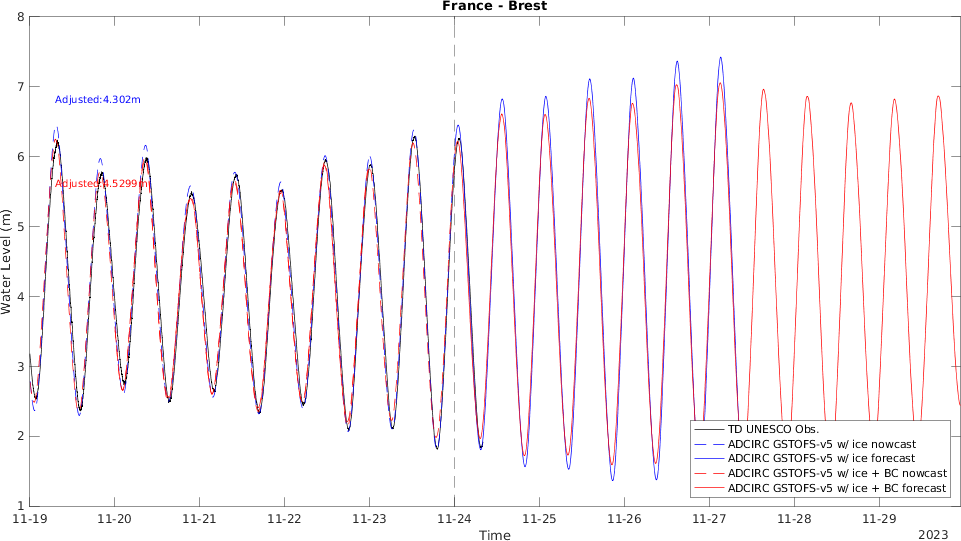 France - Brest
8
7
6
5
4
3
2
1
Water Level (m)
Adjusted:4.302m
Adjusted:4.5299m
TD UNESCO Obs.
ADCIRC GSTOFS-v5 w/ ice nowcast
ADCIRC GSTOFS-v5 w/ ice forecast
ADCIRC GSTOFS-v5 w/ ice + BC nowcast
ADCIRC GSTOFS-v5 w/ ice + BC forecast
11-19 11-20 11-21 11-22 11-23 11-24 11-25 11-26 11-27 11-28 11-29
Time
2023